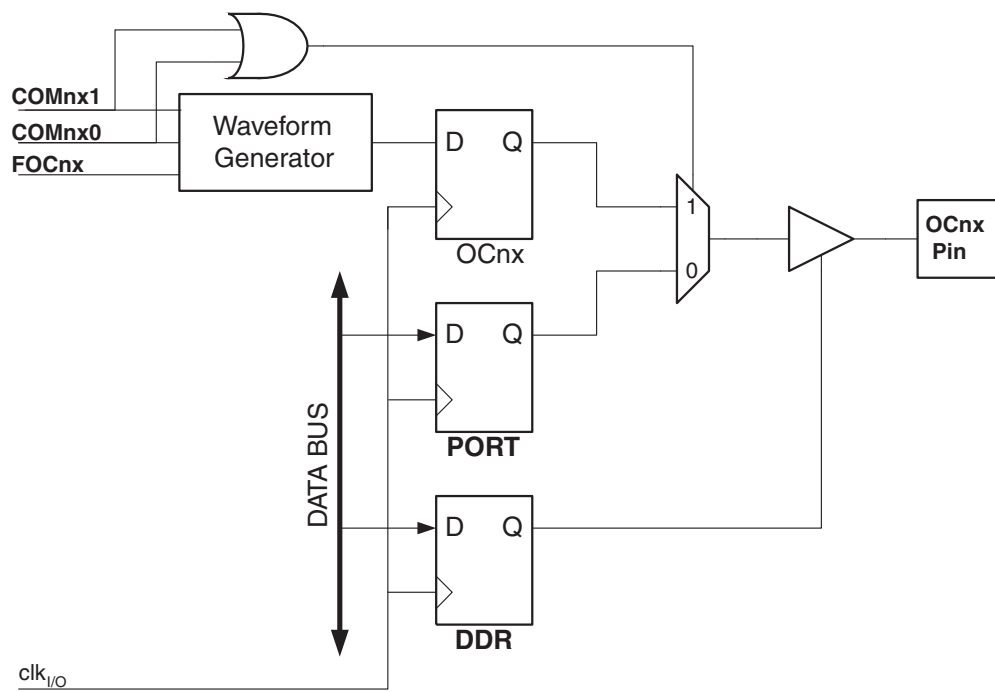 COMnx1
COMnx0
FOCnx
Waveform
Generator
D Q
OCnx
1
0
OCnx
Pin
D Q
PORT
D Q
DDR
DATA BUS
clkI/O